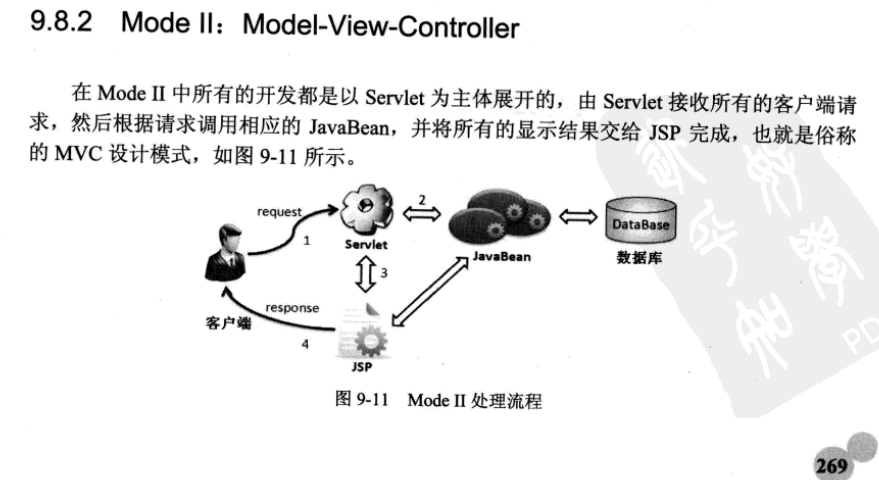 9.8.2 Mode II：Model-View-Controller
在 Mode II 中所有的开发都是以 Servlet 为主体展开的，由 Servlet 接收所有的客户端请
求，然后根据请求调用相应的 JavaBean，并将所有的显示结果交给 JSP 完成，也就是俗称
的 MVC 设计模式，如图 9-11 所示。
request
1
Servlet
2
JavaBean
DataBase
数据库
3
客户端
response
4
JSP
图 9-11 Mode II 处理流程
PD
269